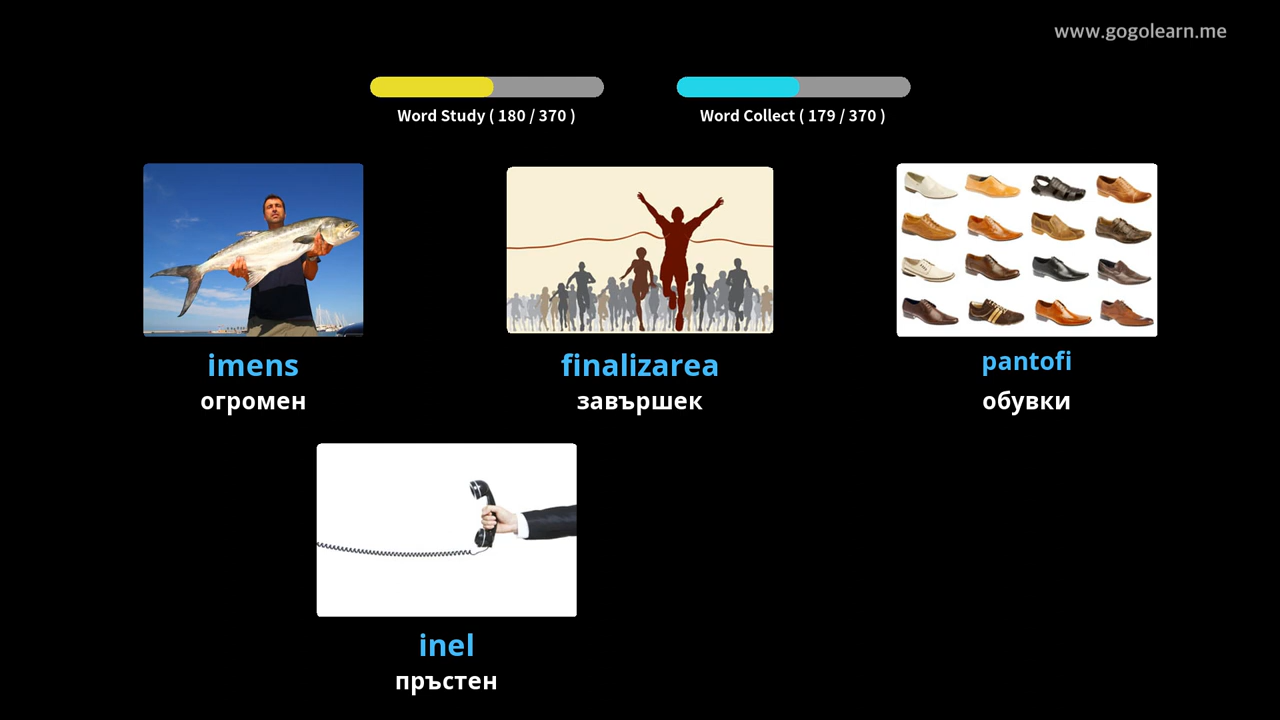 www.gogolearn.me
Word Study ( 180 / 370 )
Word Collect ( 179 / 370 )
imens
огромен
finalizarea
завършек
pantofi
обувки
inel
пръстен